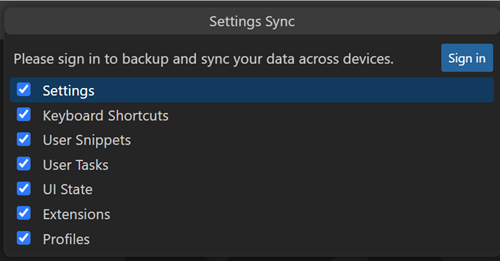 Settings Sync
Please sign in to backup and sync your data across devices. Sign in
Settings
Keyboard Shortcuts
User Snippets
User Tasks
UI State
Extensions
Profiles